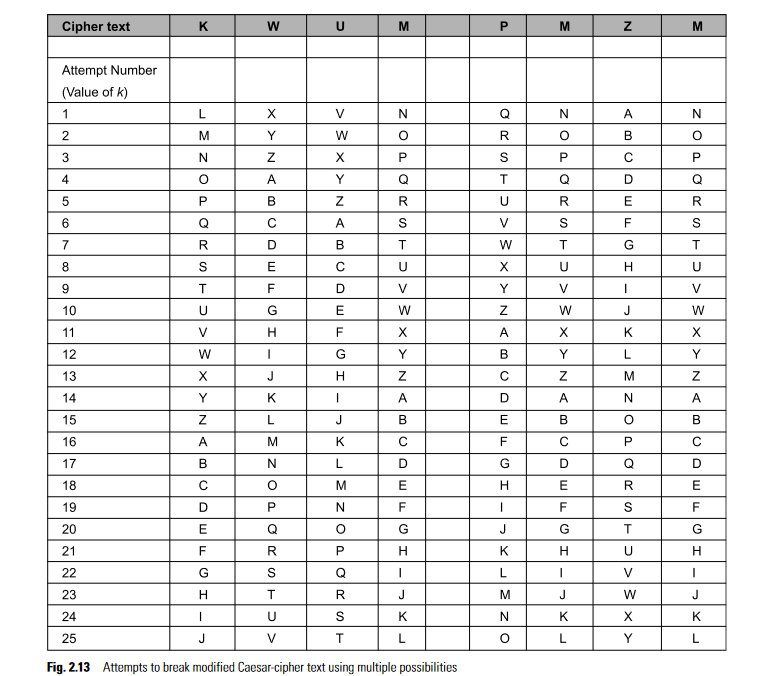 Cipher text K W U M P M Z M
Attempt Number
(Value of k)
1 L X V N Q N A N
2 M Y W O R O B O
3 N Z X P S P C P
4 O A Y Q T Q D Q
5 P B Z R U R E R
6 Q C A S V S F S
7 R D B T W T G T
8 S E C U X U H U
9 T F D V Y V I V
10 U G E W Z W J W
11 V H F X A X K X
12 W I G Y B Y L Y
13 X J H Z C Z M Z
14 Y K I A D A N A
15 Z L J B E B O B
16 A M K C F C P C
17 B N L D G D Q D
18 C O M E H E R E
19 D P N F I F S F
20 E Q O G J G T G
21 F R P H K H U H
22 G S Q I L I V I
23 H T R J M J W J
24 I U S K N K X K
25 J V T L O L Y L
Fig. 2.13 Attempts to break modified Caesar-cipher text using multiple possibilities